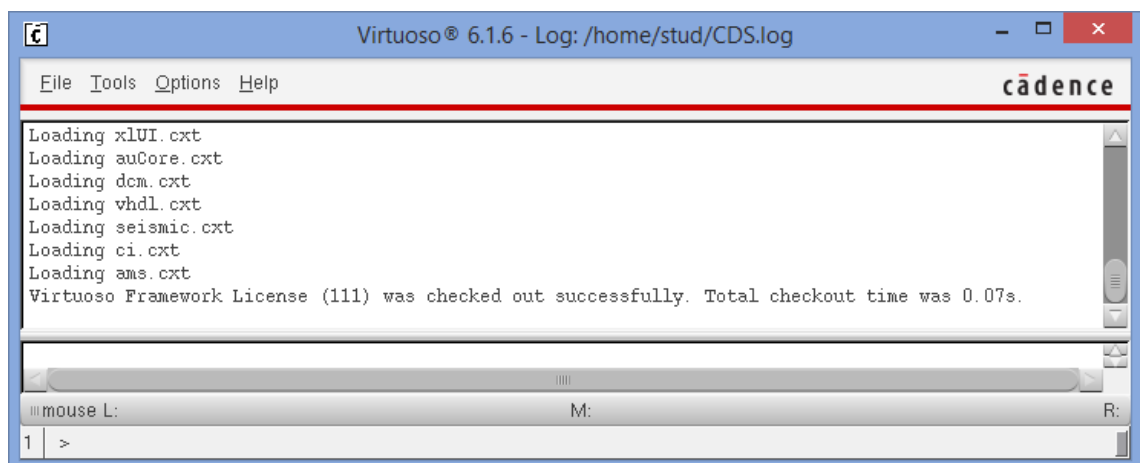 Virtuoso® 6.1.6 - Log: /home/stud/CDS.log
File Tools Options Help
cādence
Loading xlUI.cxt
Loading auCore.cxt
Loading dcm.cxt
Loading vhdl.cxt
Loading seismic.cxt
Loading ci.cxt
Loading ams.cxt
Virtuoso Framework License (111) was checked out successfully. Total checkout time was 0.07s.
mouse L: M: R:
1 >